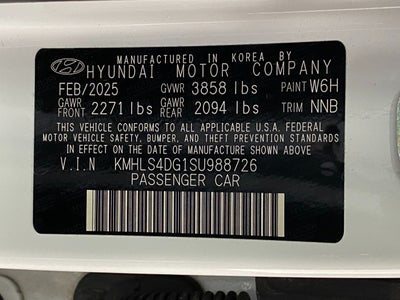 MANUFACTURED IN KOREA BY
HYUNDAI MOTOR COMPANY
FEB/2025 GVWR 3858 lbs PAINT W6H
GAWR FRONT 2271 lbs GAWR REAR 2094 lbs TRIM NNB
THIS VEHICLE CONFORMS TO ALL APPLICABLE U.S.A. FEDERAL
MOTOR VEHICLE SAFETY, BUMPER, AND THEFT PREVENTION STANDARDS
IN EFFECT ON THE DATE OF MANUFACTURE SHOWN ABOVE.
V.I.N KMHLS4DG1SU988726
PASSENGER CAR